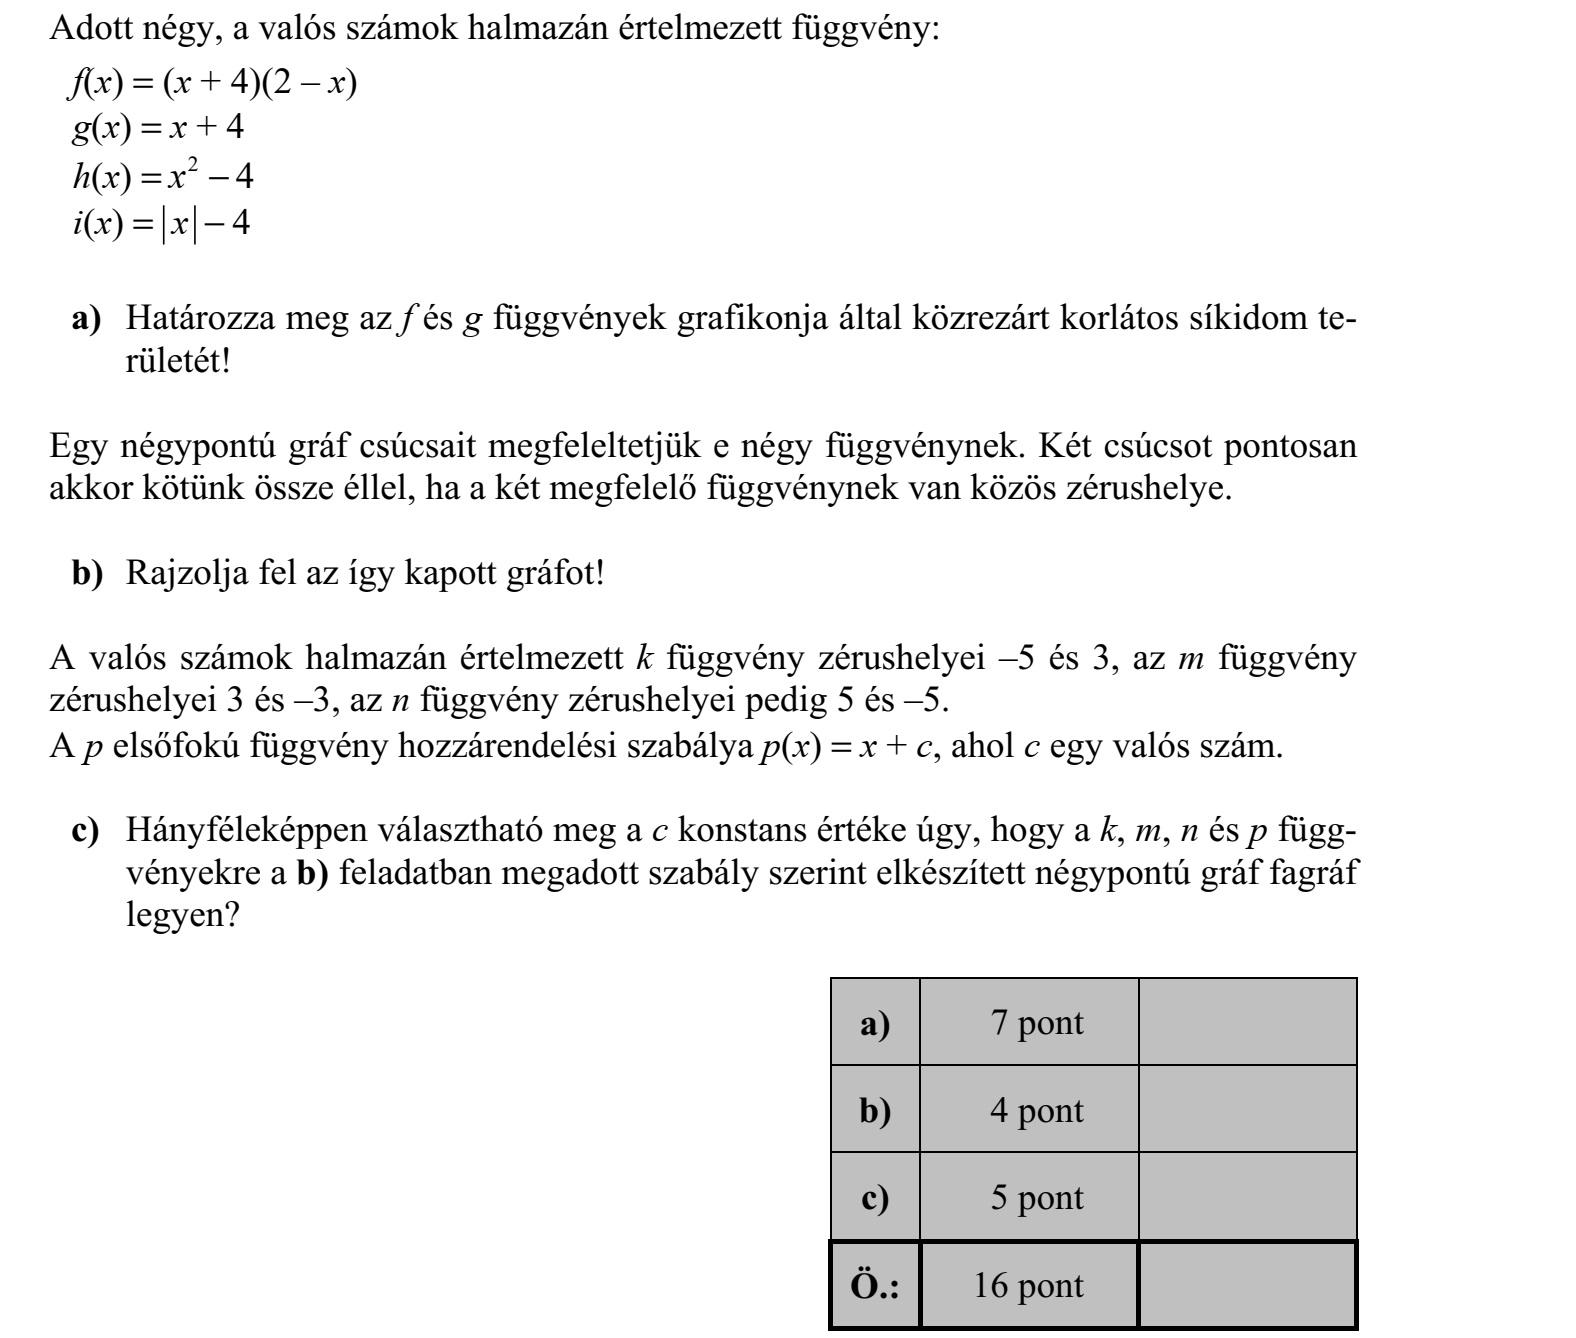 Adott négy, a valós számok halmazán értelmezett függvény:
f(x) = (x + 4)(2 – x)
g(x) = x + 4
h(x) = x² – 4
i(x) = |x| – 4
a) Határozza meg az f és g függvények grafikonja által közrezárt korlátos síkidom te-
rületét!
Egy négypontú gráf csúcsait megfeleltetjük e négy függvénynek. Két csúcsot pontosan
akkor kötünk össze éllel, ha a két megfelelő függvénynek van közös zérushelye.
b) Rajzolja fel az így kapott gráfot!
A valós számok halmazán értelmezett k függvény zérushelyei –5 és 3, az m függvény
zérushelyei 3 és –3, az n függvény zérushelyei pedig 5 és –5.
A p elsőfokú függvény hozzárendelési szabálya p(x) = x + c, ahol c egy valós szám.
c) Hányféleképpen választható meg a c konstans értéke úgy, hogy a k, m, n és p függ-
vényekre a b) feladatban megadott szabály szerint elkészített négypontú gráf fagráf
legyen?
a) 7 pont
b) 4 pont
c) 5 pont
Ö.: 16 pont